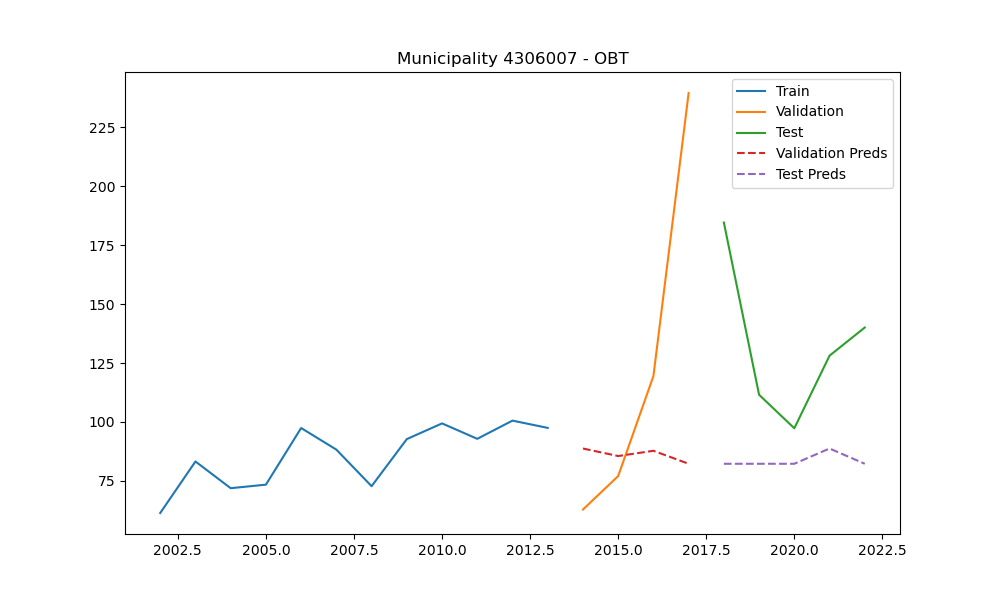 Municipality 4306007 - OBT
Train
Validation
Test
Validation Preds
Test Preds
225
200
175
150
125
100
75
2002.5 2005.0 2007.5 2010.0 2012.5 2015.0 2017.5 2020.0 2022.5